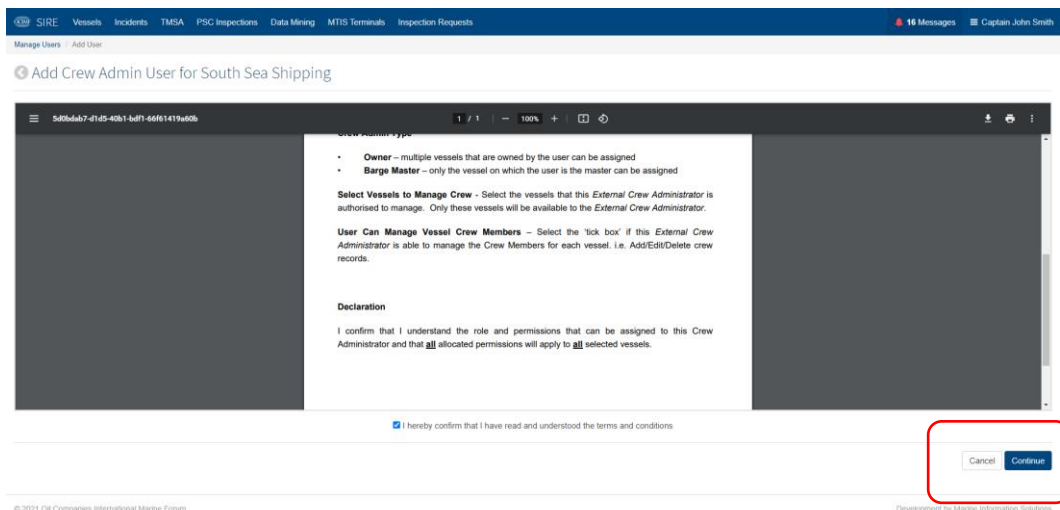 OCIMF SIRE Vessels Incidents TMSA PSC Inspections Data Mining MTIS Terminals Inspection Requests 16 Messages Captain John Smith
Manage Users / Add User
Add Crew Admin User for South Sea Shipping
5d0bdab7-d1d5-40b1-bdf1-66f61419a60b 1 / 1 | − 100% +
Crew Admin Type
• Owner – multiple vessels that are owned by the user can be assigned
• Barge Master – only the vessel on which the user is the master can be assigned
Select Vessels to Manage Crew - Select the vessels that this External Crew Administrator is
authorised to manage. Only these vessels will be available to the External Crew Administrator.
User Can Manage Vessel Crew Members – Select the 'tick box' if this External Crew
Administrator is able to manage the Crew Members for each vessel. i.e. Add/Edit/Delete crew
records.
Declaration
I confirm that I understand the role and permissions that can be assigned to this Crew
Administrator and that all allocated permissions will apply to all selected vessels.
I hereby confirm that I have read and understood the terms and conditions
Cancel Continue
© 2021 Oil Companies International Marine Forum Development by Marine Information Solutions